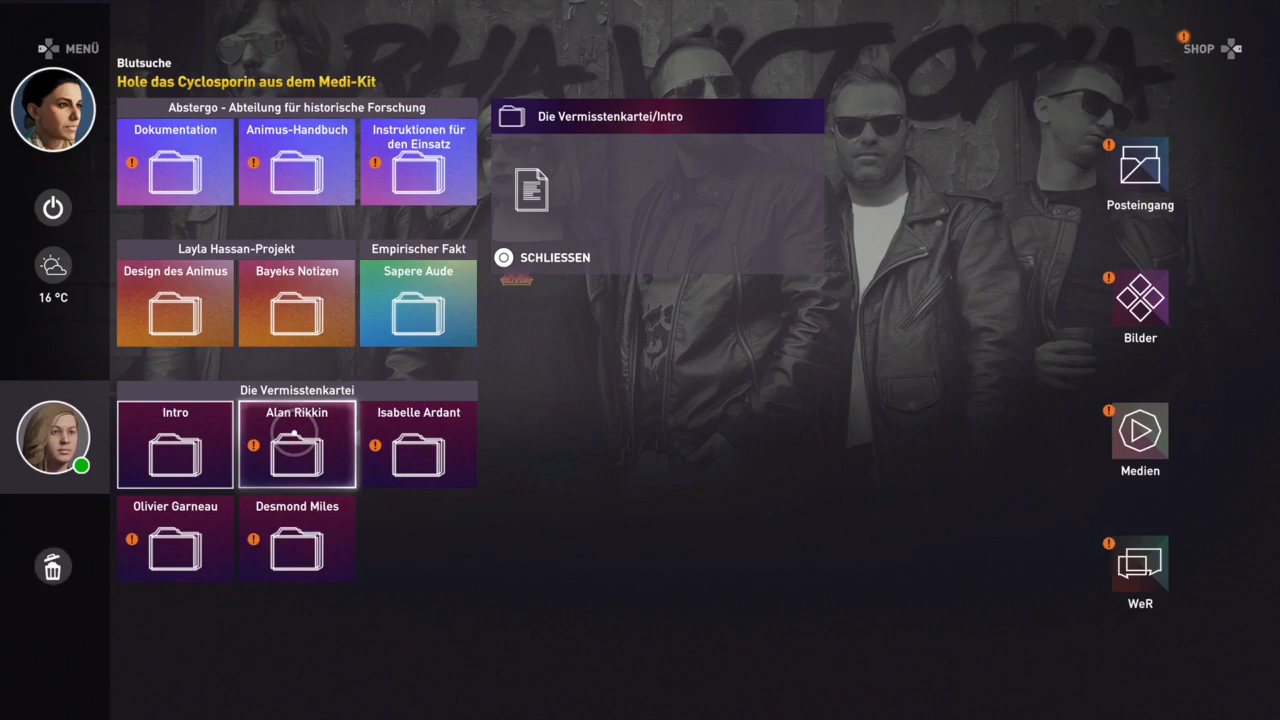 MENÜ
SHOP
Blutsuche
Hole das Cyclosporin aus dem Medi-Kit
Abstergo - Abteilung für historische Forschung
Dokumentation
Animus-Handbuch
Instruktionen für
den Einsatz
Die Vermisstenkartei/Intro
SCHLIESSEN
Layla Hassan-Projekt
Empirischer Fakt
Design des Animus
Bayeks Notizen
Sapere Aude
16 °C
Die Vermisstenkartei
Intro
Alan Rikkin
Isabelle Ardant
Olivier Garneau
Desmond Miles
Posteingang
Bilder
Medien
WeR